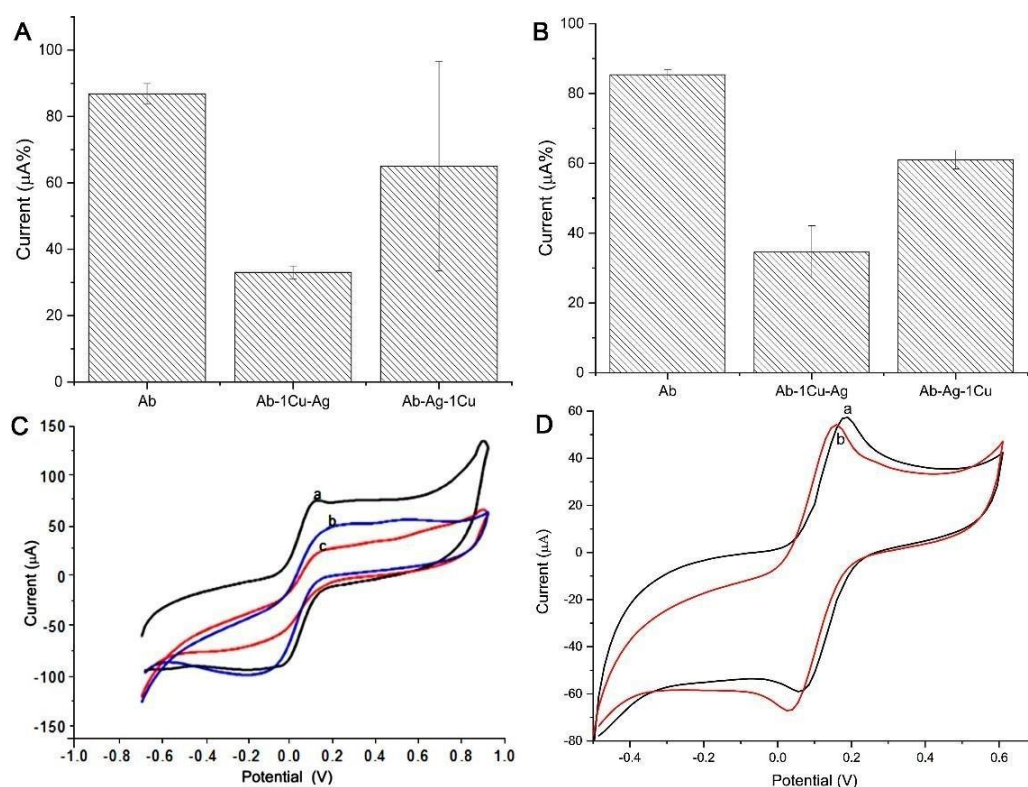 A
Current (µA%)
100
80
60
40
20
0
Ab
Ab-1Cu-Ag
Ab-Ag-1Cu
B
Current (µA%)
100
80
60
40
20
0
Ab
Ab-1Cu-Ag
Ab-Ag-1Cu
C
Current (µA)
150
100
50
0
-50
-100
-150
a
b
c
-1.0 -0.8 -0.6 -0.4 -0.2 0.0 0.2 0.4 0.6 0.8 1.0
Potential (V)
D
Current (µA)
60
40
20
0
-20
-40
-60
-80
a
b
-0.4 -0.2 0.0 0.2 0.4 0.6
Potential (V)